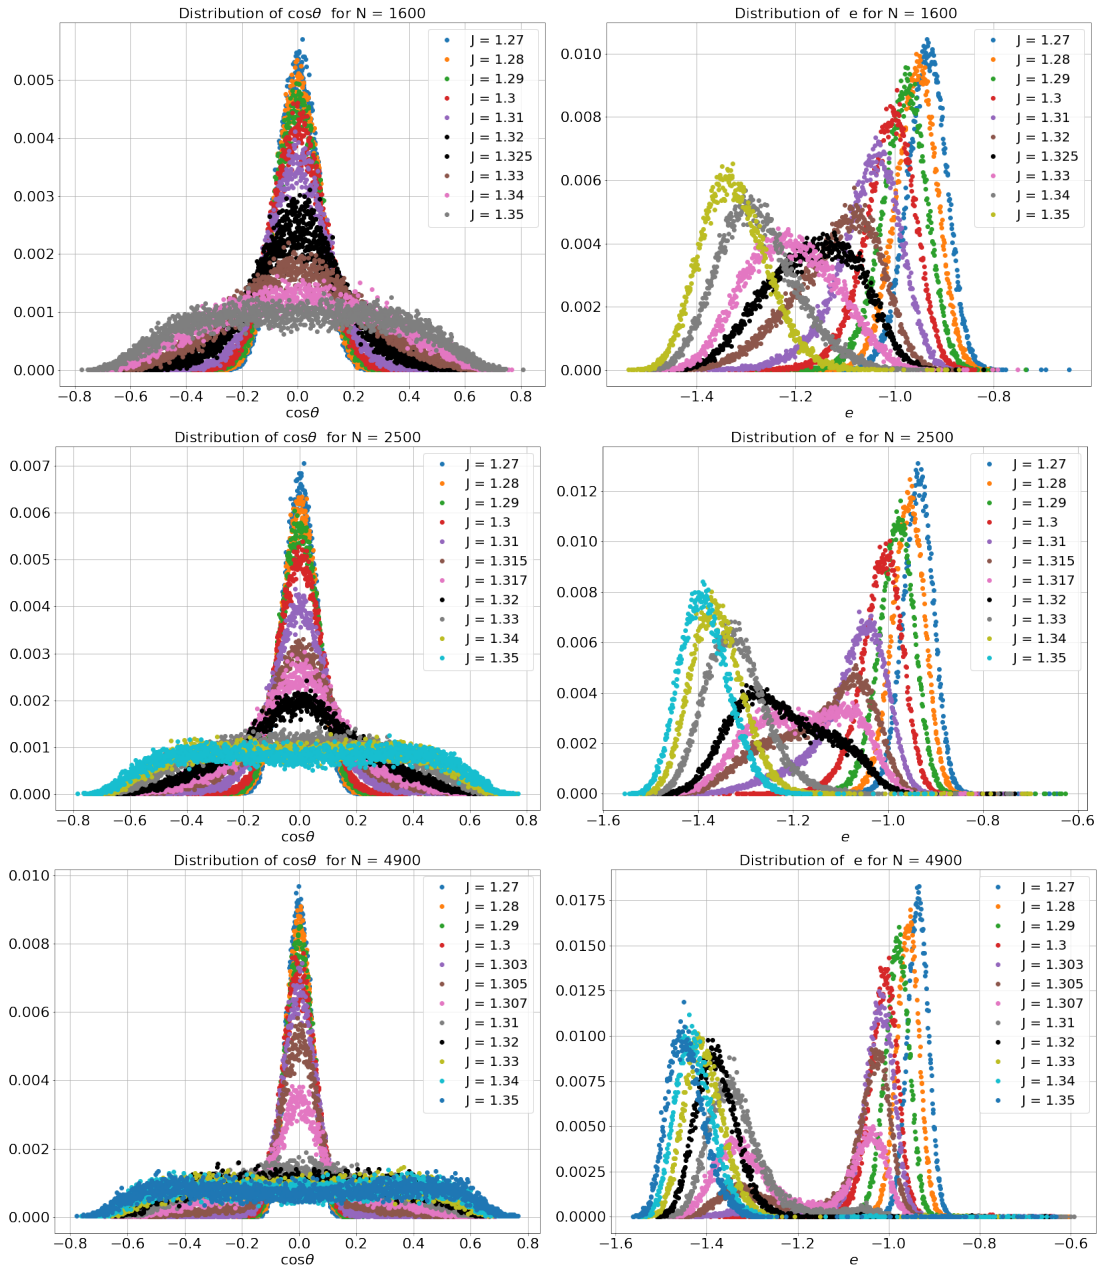 Distribution of cosθ for N = 1600
0.005
0.004
0.003
0.002
0.001
0.000
J = 1.27
J = 1.28
J = 1.29
J = 1.3
J = 1.31
J = 1.32
J = 1.325
J = 1.33
J = 1.34
J = 1.35
−0.8 −0.6 −0.4 −0.2 0.0 0.2 0.4 0.6 0.8
cosθ
Distribution of e for N = 1600
0.010
0.008
0.006
0.004
0.002
0.000
J = 1.27
J = 1.28
J = 1.29
J = 1.3
J = 1.31
J = 1.32
J = 1.325
J = 1.33
J = 1.34
J = 1.35
−1.4 −1.2 −1.0 −0.8
e
Distribution of cosθ for N = 2500
0.007
0.006
0.005
0.004
0.003
0.002
0.001
0.000
J = 1.27
J = 1.28
J = 1.29
J = 1.3
J = 1.31
J = 1.315
J = 1.317
J = 1.32
J = 1.33
J = 1.34
J = 1.35
−0.8 −0.6 −0.4 −0.2 0.0 0.2 0.4 0.6 0.8
cosθ
Distribution of e for N = 2500
0.012
0.010
0.008
0.006
0.004
0.002
0.000
J = 1.27
J = 1.28
J = 1.29
J = 1.3
J = 1.31
J = 1.315
J = 1.317
J = 1.32
J = 1.33
J = 1.34
J = 1.35
−1.6 −1.4 −1.2 −1.0 −0.8 −0.6
e
Distribution of cosθ for N = 4900
0.010
0.008
0.006
0.004
0.002
0.000
J = 1.27
J = 1.28
J = 1.29
J = 1.3
J = 1.303
J = 1.305
J = 1.307
J = 1.31
J = 1.32
J = 1.33
J = 1.34
J = 1.35
−0.8 −0.6 −0.4 −0.2 0.0 0.2 0.4 0.6 0.8
cosθ
Distribution of e for N = 4900
0.0175
0.0150
0.0125
0.0100
0.0075
0.0050
0.0025
0.0000
J = 1.27
J = 1.28
J = 1.29
J = 1.3
J = 1.303
J = 1.305
J = 1.307
J = 1.31
J = 1.32
J = 1.33
J = 1.34
J = 1.35
−1.6 −1.4 −1.2 −1.0 −0.8 −0.6
e